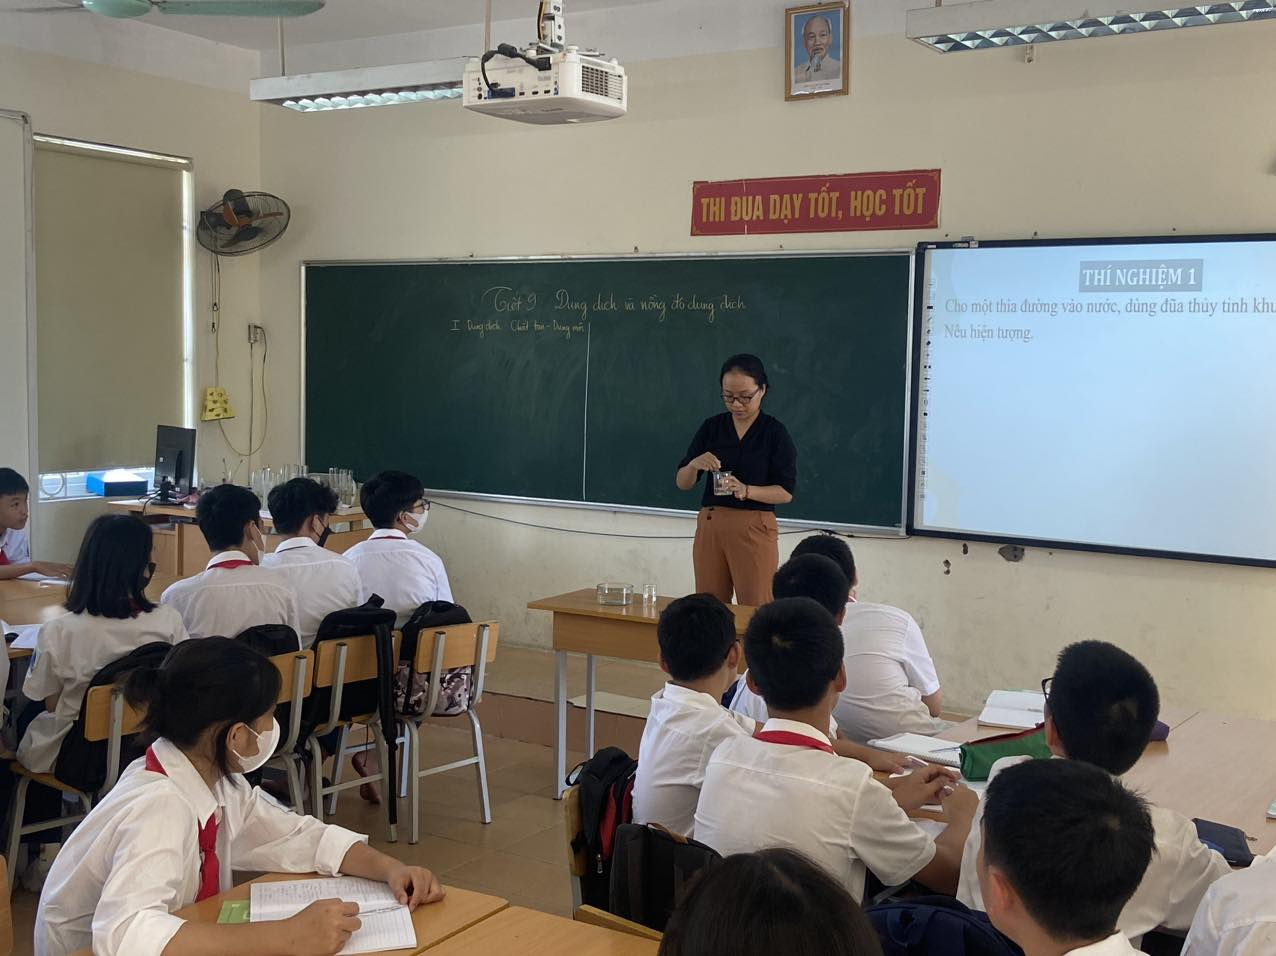 THI ĐUA DẠY TỐT, HỌC TỐT
Tiết 9 Dung dịch và nồng độ dung dịch
I Dung dịch - Chất tan - Dung môi
THÍ NGHIỆM 1
Cho một thìa đường vào nước, dùng đũa thủy tinh khu
Nêu hiện tượng.